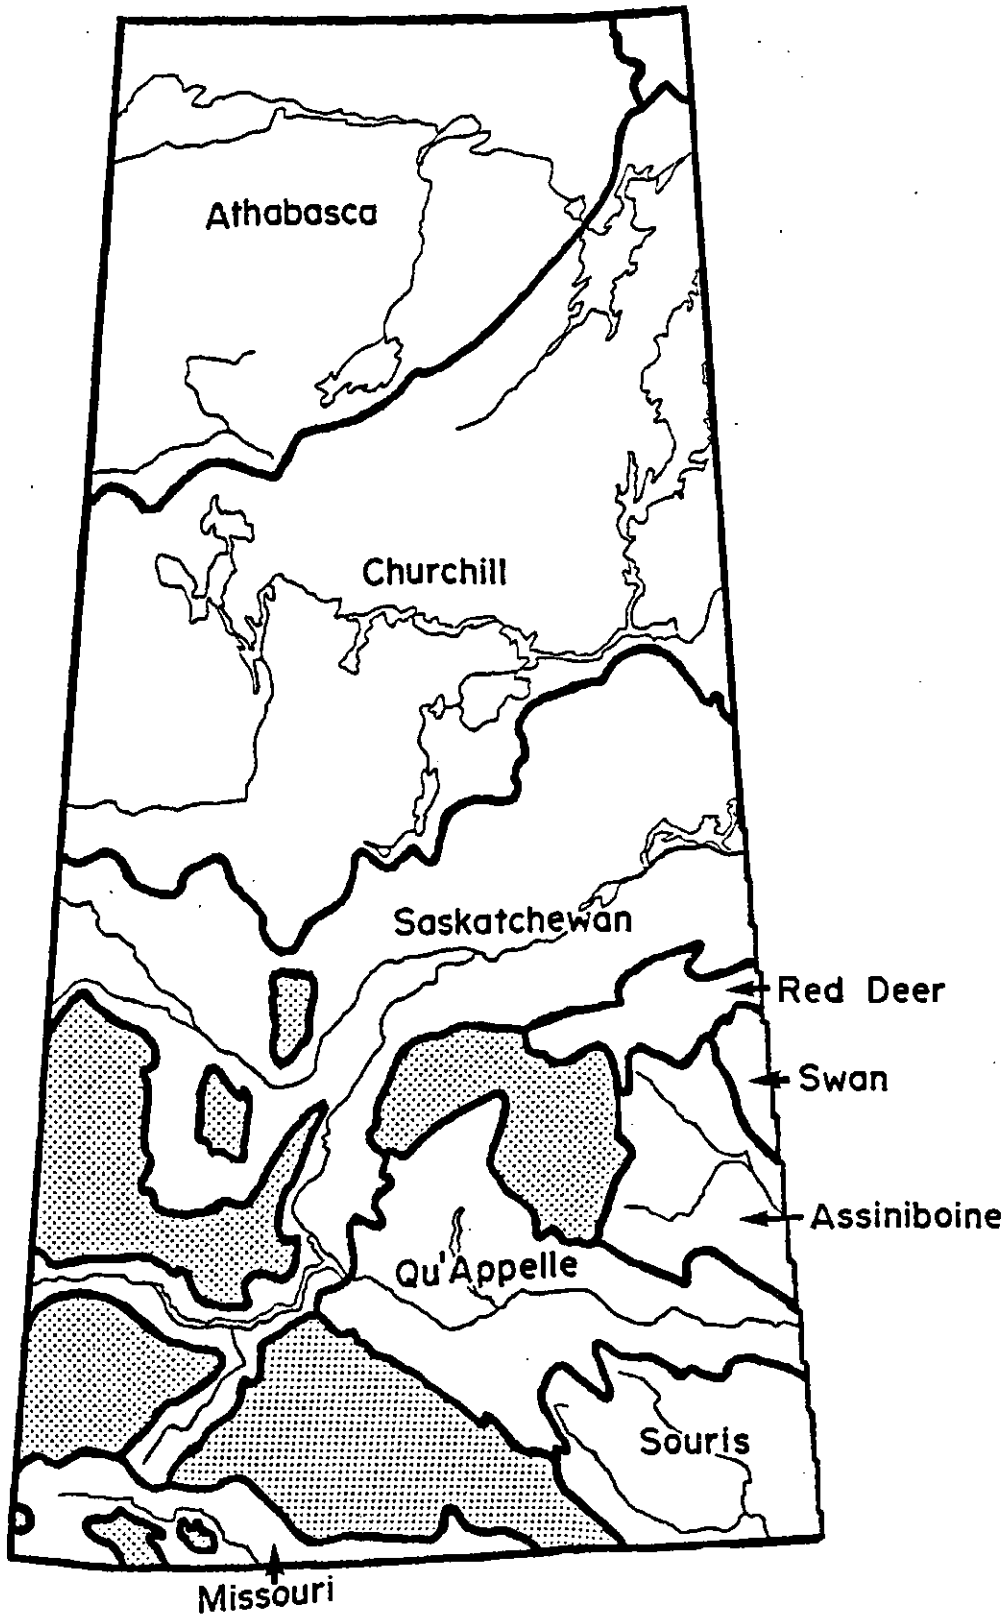 Athabasca
Churchill
Saskatchewan
Red Deer
Swan
Assiniboine
Qu'Appelle
Souris
Missouri